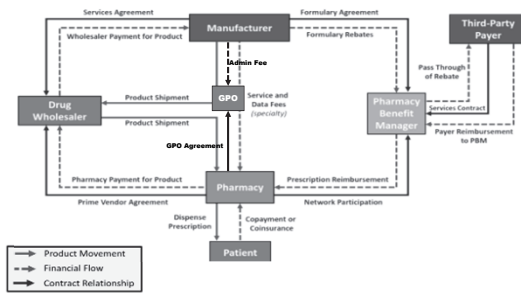 Services Agreement
Manufacturer
Formulary Agreement
Third-Party
Payer
Wholesaler Payment for Product
Formulary Rebates
Admin Fee
Pass Through
of Rebate
Product Shipment
GPO
Service and
Data Fees
(specialty)
Drug
Wholesaler
Pharmacy
Benefit
Manager
Services Contract
Product Shipment
Payer Reimbursement
to PBM
GPO Agreement
Pharmacy Payment for Product
Pharmacy
Prescription Reimbursement
Prime Vendor Agreement
Network Participation
Dispense
Prescription
Copayment or
Coinsurance
Patient
Product Movement
Financial Flow
Contract Relationship